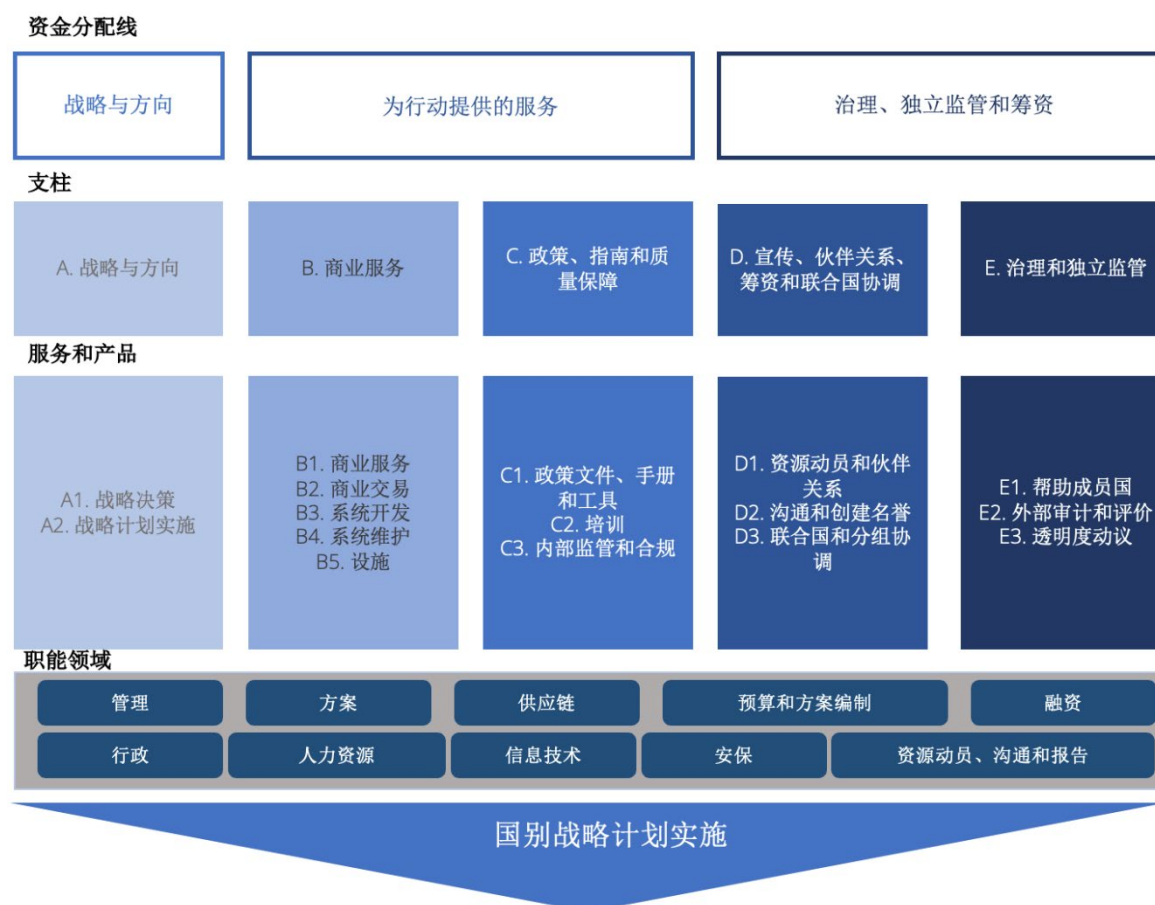 资金分配线
战略与方向
为行动提供的服务
治理、独立监管和筹资
支柱
A. 战略与方向
B. 商业服务
C. 政策、指南和质
量保障
D. 宣传、伙伴关系、
筹资和联合国协调
E. 治理和独立监管
服务和产品
A1. 战略决策
A2. 战略计划实施
B1. 商业服务
B2. 商业交易
B3. 系统开发
B4. 系统维护
B5. 设施
C1. 政策文件、手册
和工具
C2. 培训
C3. 内部监管和合规
D1. 资源动员和伙伴
关系
D2. 沟通和创建名誉
D3. 联合国和分组协
调
E1. 帮助成员国
E2. 外部审计和评价
E3. 透明度动议
职能领域
管理
方案
供应链
预算和方案编制
融资
行政
人力资源
信息技术
安保
资源动员、沟通和报告
国别战略计划实施